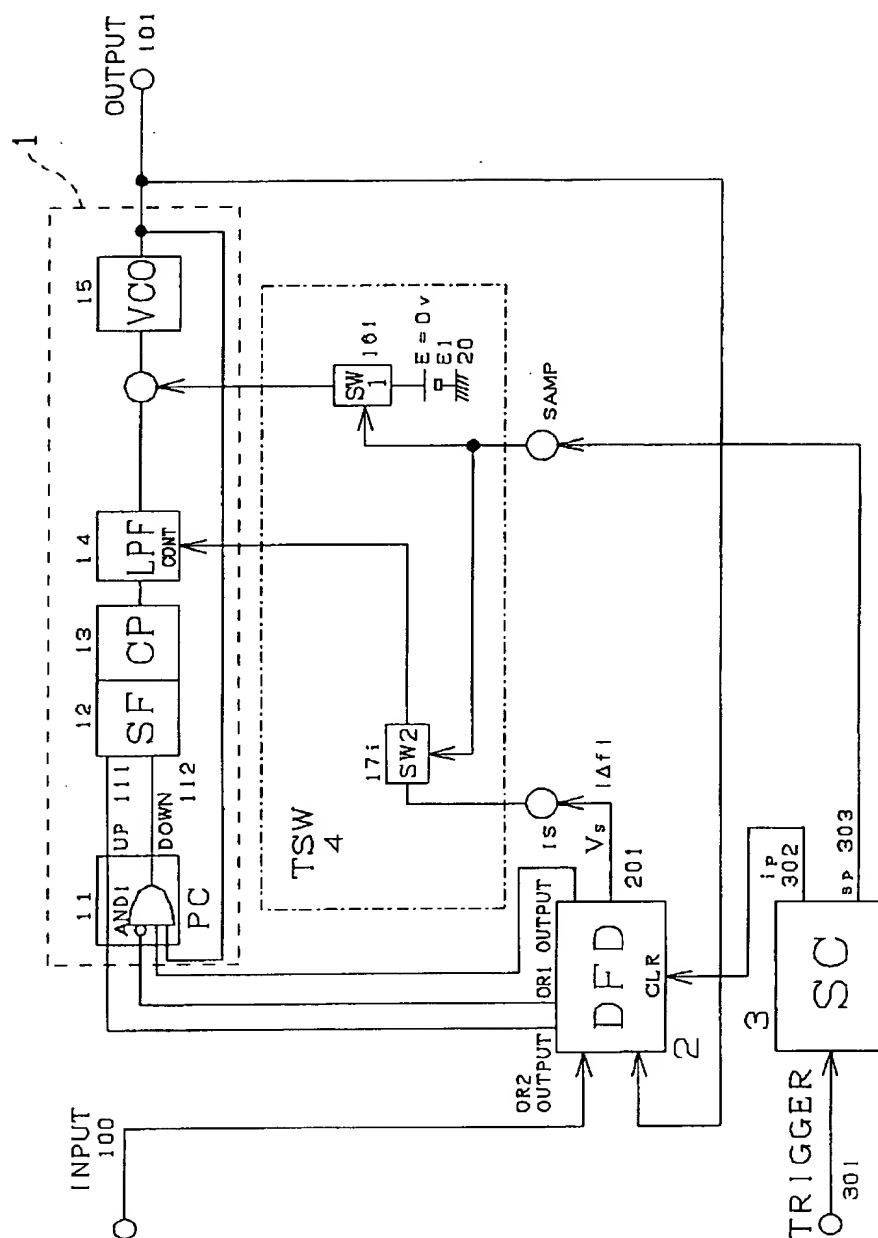 1
OUTPUT
101
15
VCO
14
LPF
CONT
13
CP
12
SF
UP 111
DOWN
112
11
AND1
PC
SW
1
161
E=0v
E1
20
SAMP
17i
SW2
TSW
4
IS
Vs
|Δf|
201
OR1 OUTPUT
OR2
OUTPUT
DFD
CLR
2
ip
302
sp 303
3
SC
INPUT
100
TRIGGER
301